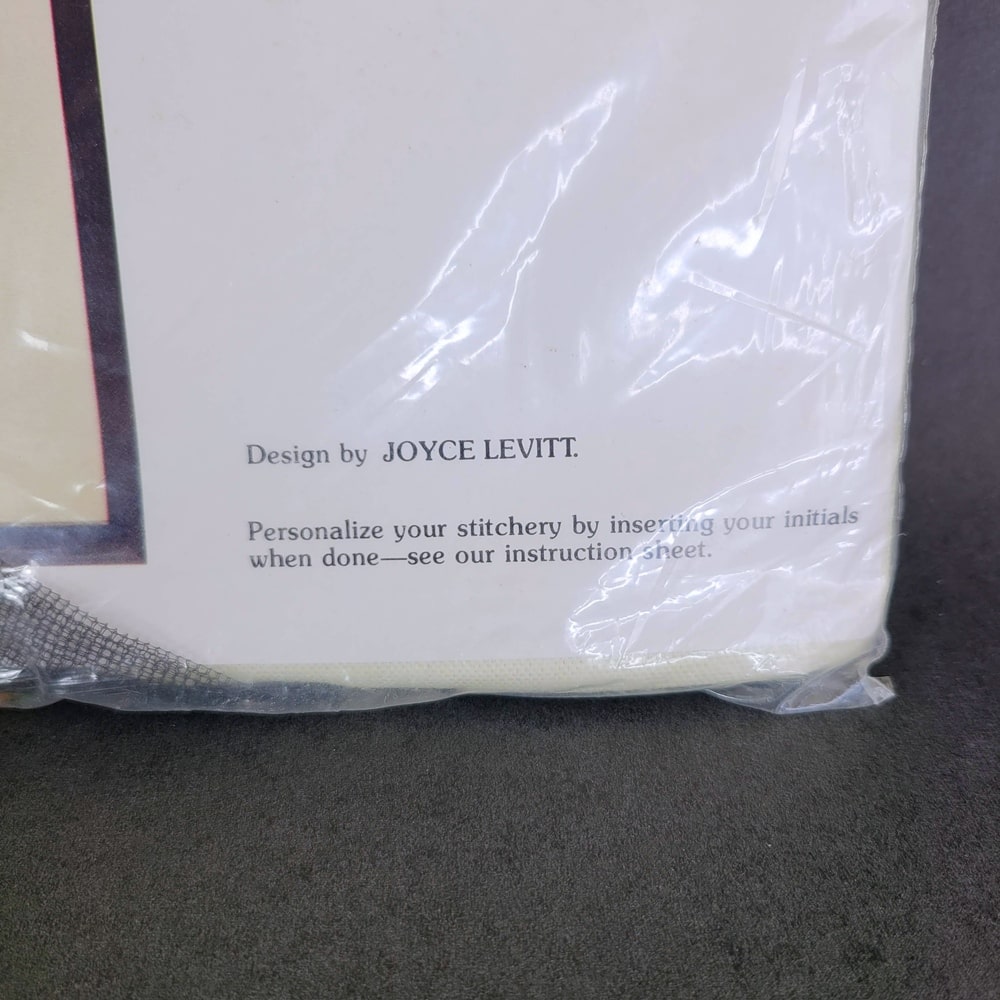 Design by JOYCE LEVITT.
Personalize your stitchery by inserting your initials
when done—see our instruction sheet.